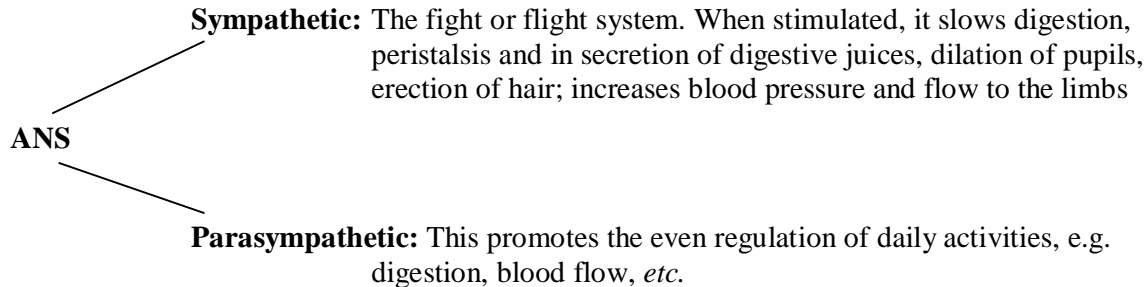 Sympathetic: The fight or flight system. When stimulated, it slows digestion,
peristalsis and in secretion of digestive juices, dilation of pupils,
erection of hair; increases blood pressure and flow to the limbs
ANS
Parasympathetic: This promotes the even regulation of daily activities, e.g.
digestion, blood flow, etc.